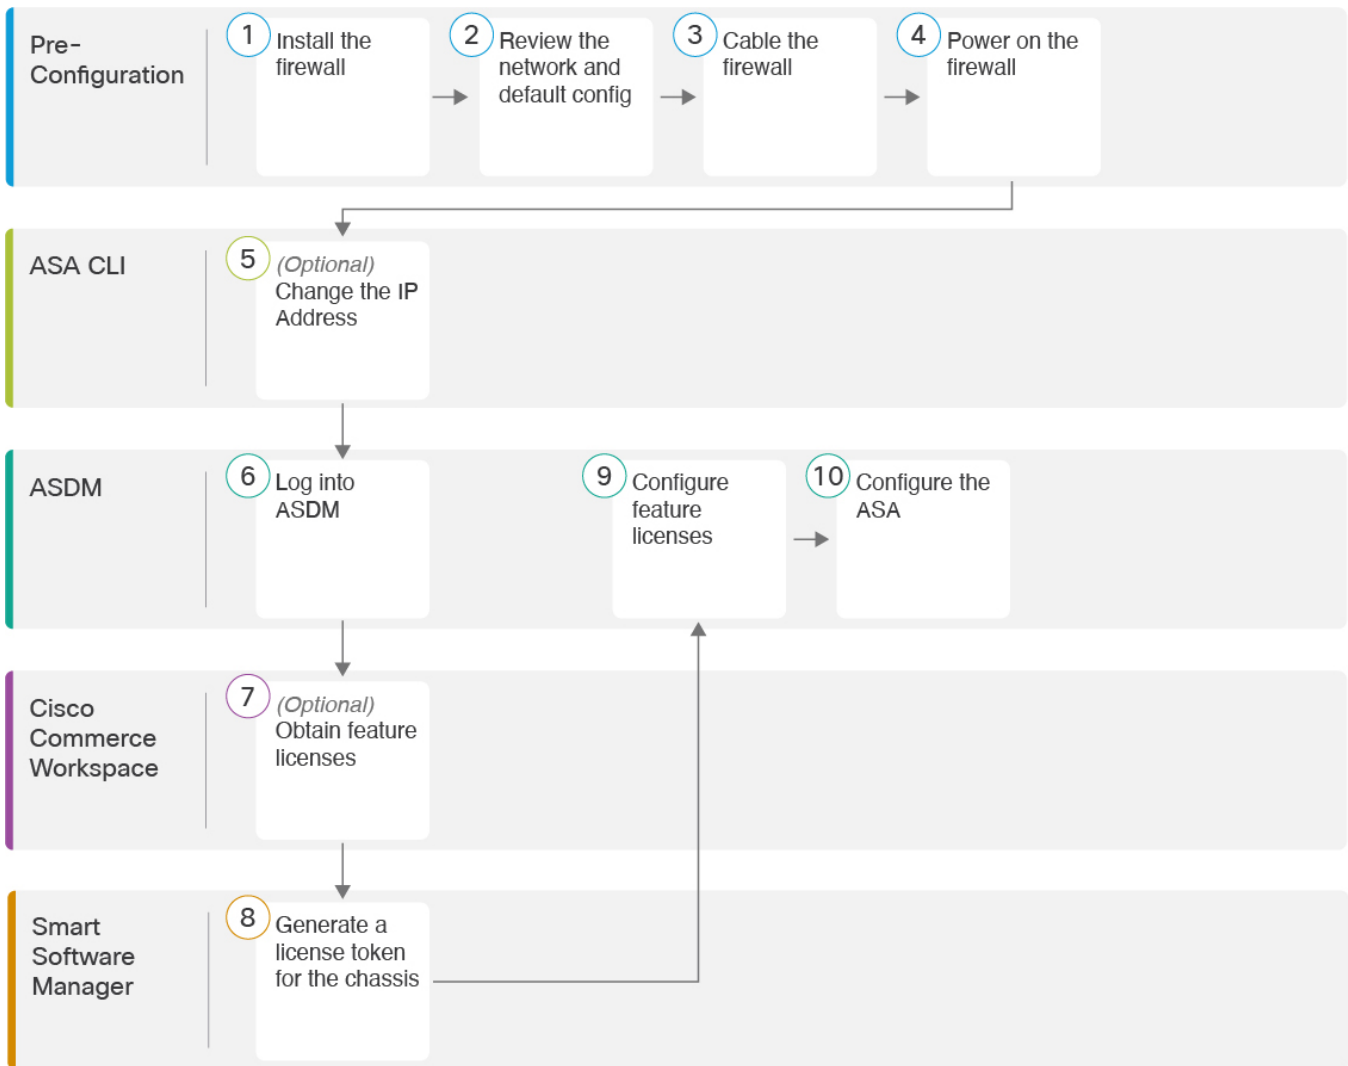 Pre-
Configuration
1
Install the
firewall
2
Review the
network and
default config
3
Cable the
firewall
4
Power on the
firewall
ASA CLI
5
(Optional)
Change the IP
Address
ASDM
6
Log into
ASDM
9
Configure
feature
licenses
10
Configure the
ASA
Cisco
Commerce
Workspace
7
(Optional)
Obtain feature
licenses
Smart
Software
Manager
8
Generate a
license token
for the chassis